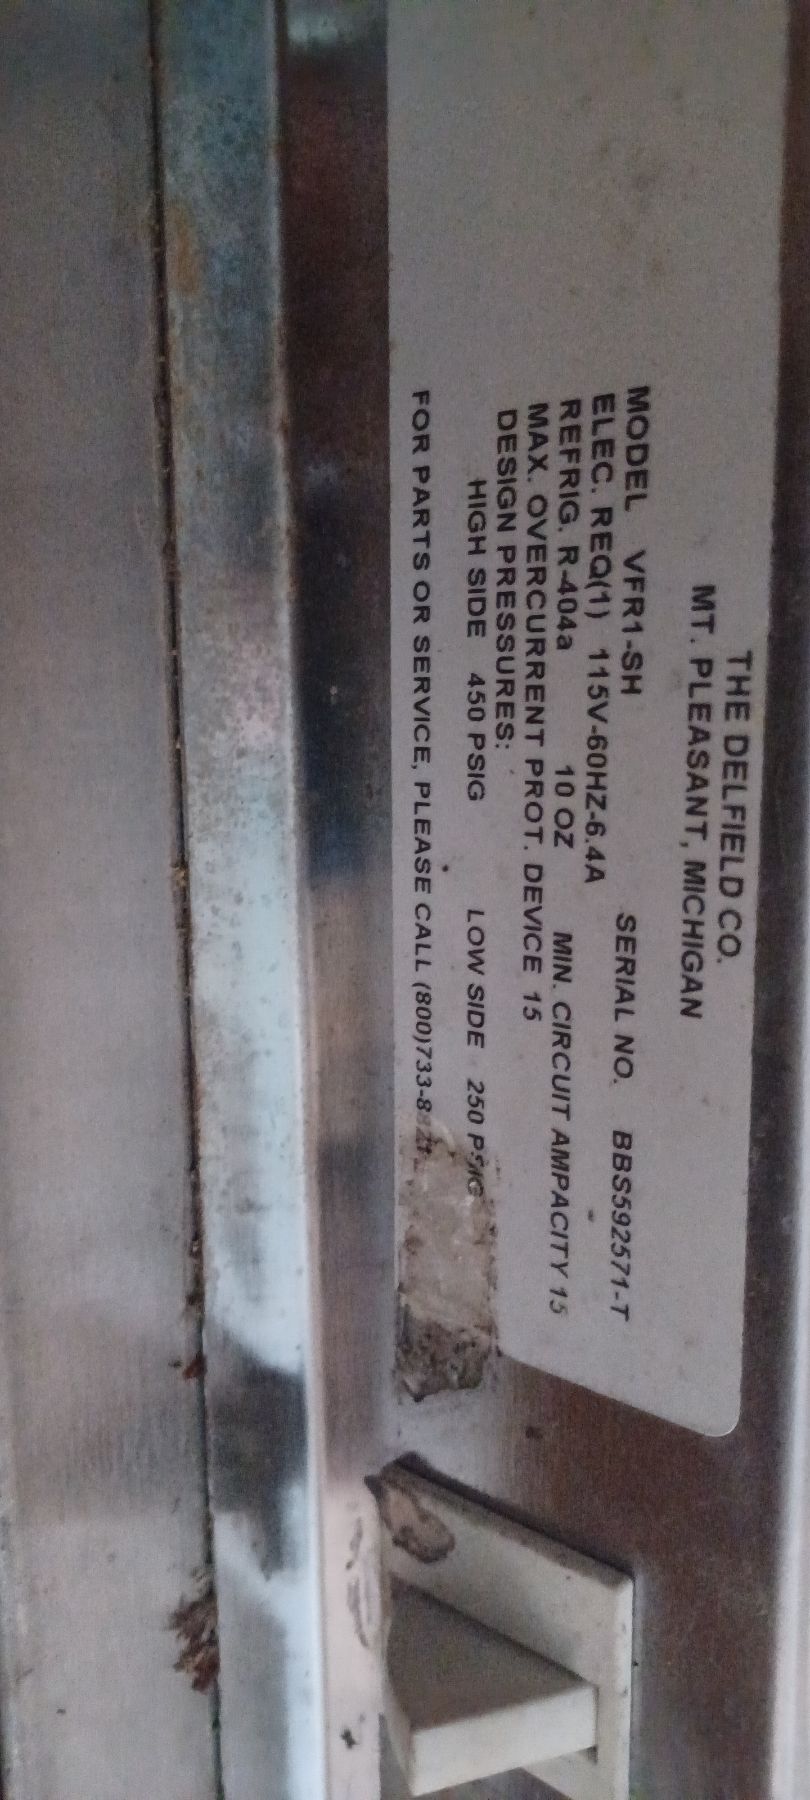 THE DELFIELD CO.
MT. PLEASANT, MICHIGAN
MODEL VFR1-SH SERIAL NO. BBS592571-T
ELEC. REQ(1) 115V-60HZ-6.4A
REFRIG. R-404a 10 OZ MIN. CIRCUIT AMPACITY 15
MAX. OVERCURRENT PROT. DEVICE 15
DESIGN PRESSURES:
HIGH SIDE 450 PSIG LOW SIDE 250 PSIG
FOR PARTS OR SERVICE, PLEASE CALL